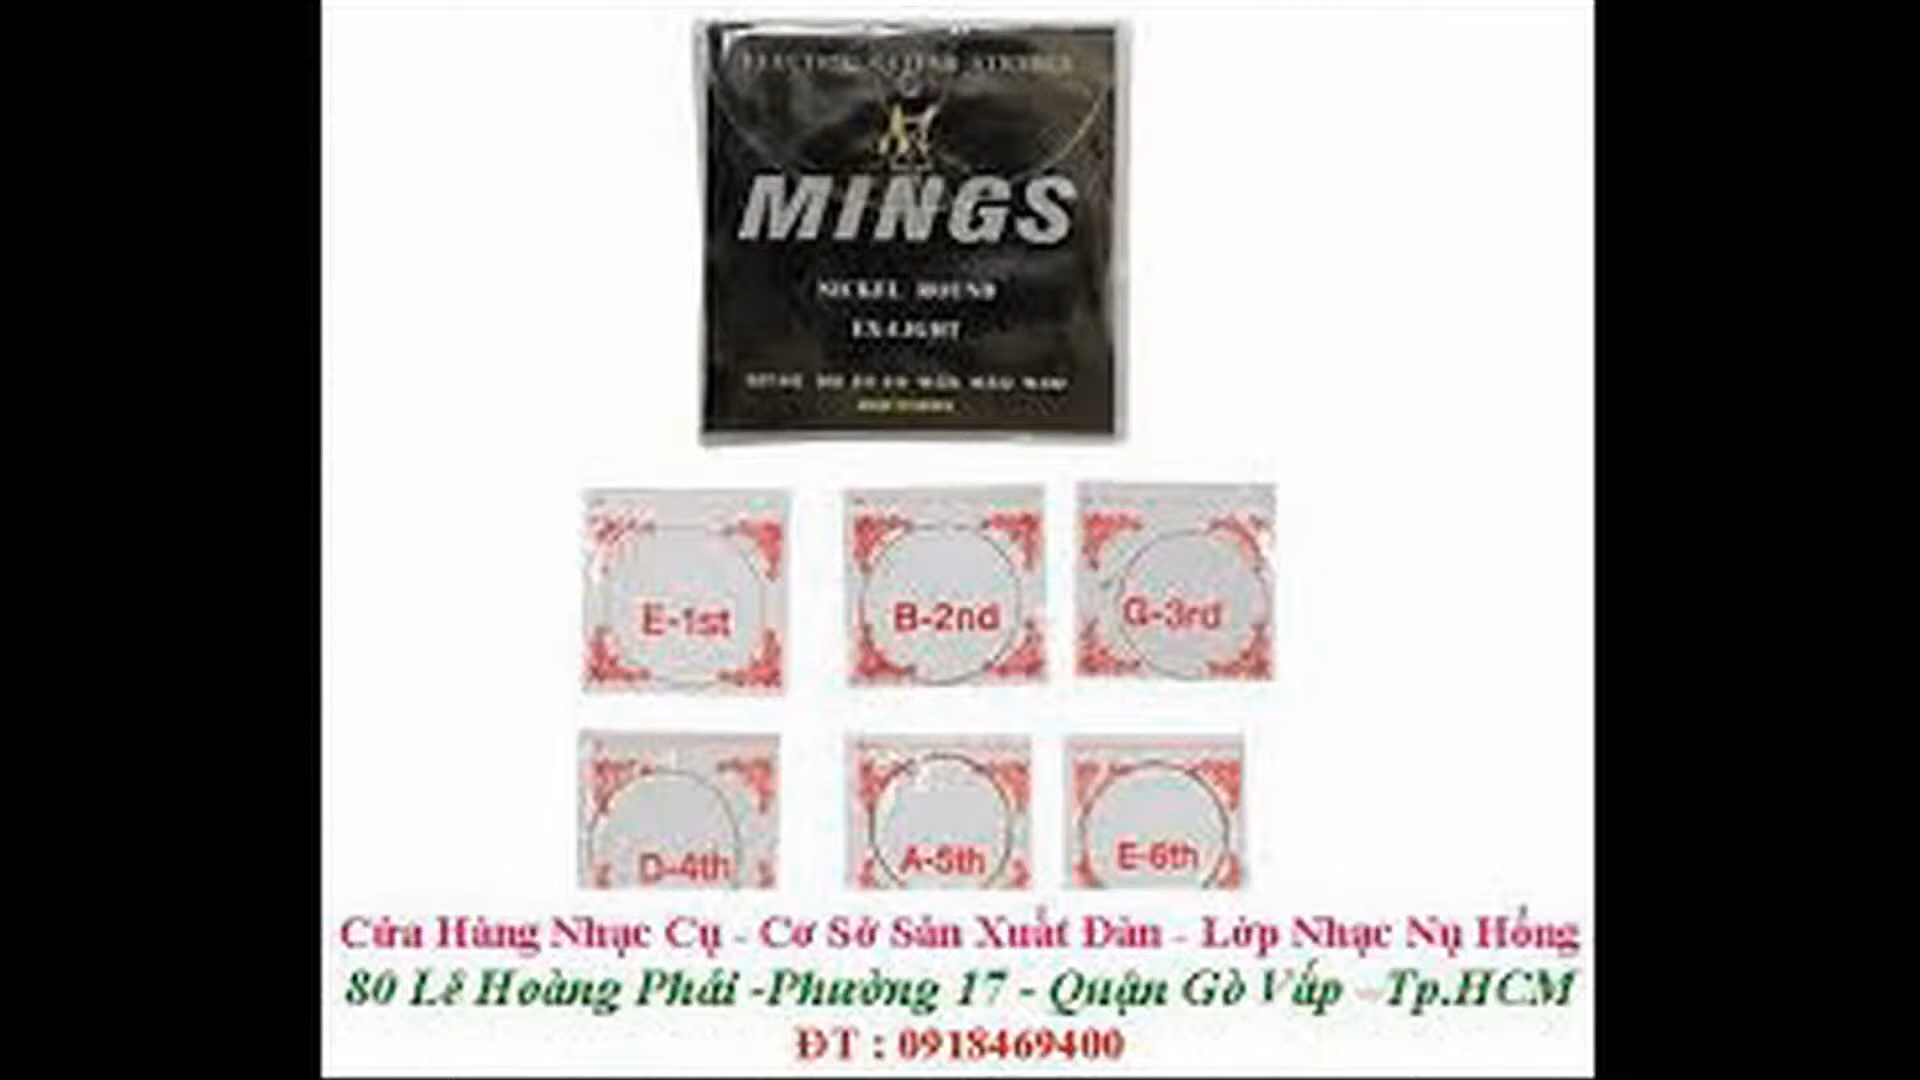 ELECTRIC GUITAR STRINGS
MINGS
NICKEL ROUND
EX-LIGHT
E-1st B-2nd G-3rd
D-4th A-5th E-6th
Cửa Hàng Nhạc Cụ - Cơ Sở Sản Xuất Đàn - Lớp Nhạc Nụ Hồng
80 Lê Hoàng Phái -Phường 17 - Quận Gò Vấp -Tp.HCM
ĐT : 0918469400